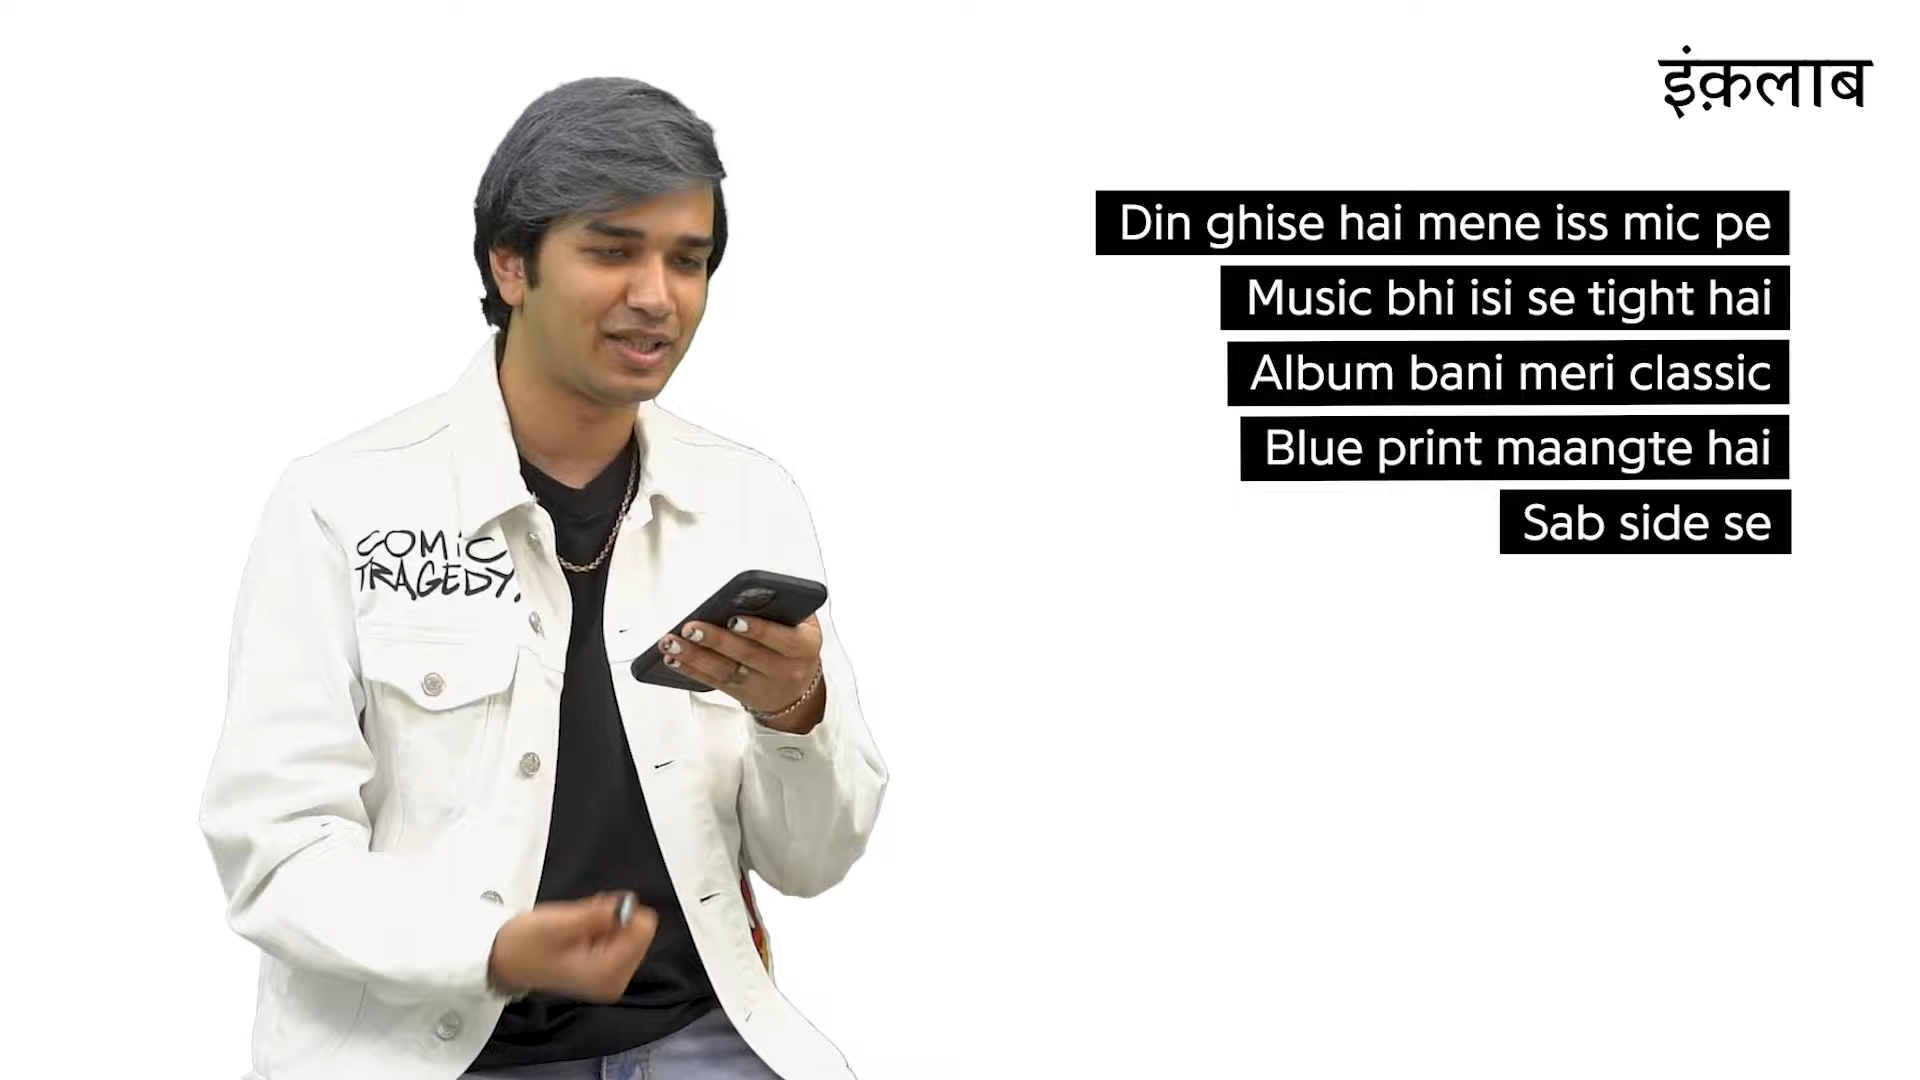 इंक़लाब
Din ghise hai mene iss mic pe
Music bhi isi se tight hai
Album bani meri classic
Blue print maangte hai
Sab side se
COMiC
TRAGEDY.